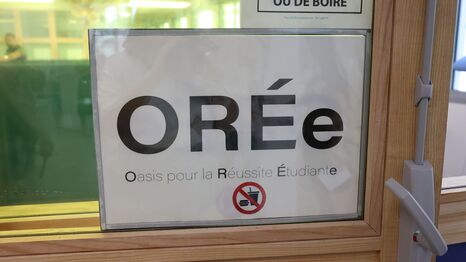 OU DE BOIRE
ORÉe
Oasis pour la Réussite Étudiante